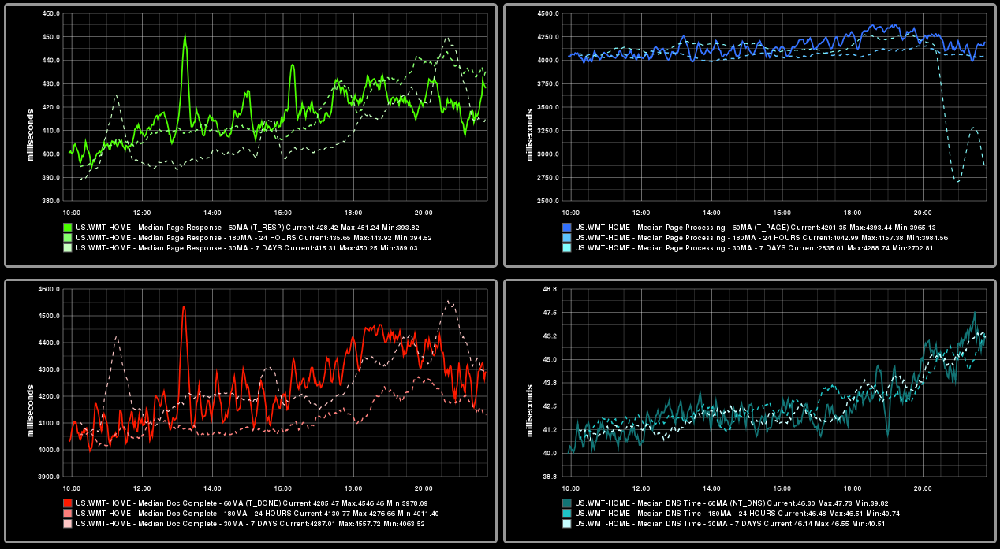 460.0
450.0
440.0
430.0
420.0
410.0
400.0
390.0
380.0
milliseconds
10:00 12:00 14:00 16:00 18:00 20:00
US.WMT-HOME - Median Page Response - 60MA (T_RESP) Current:428.42 Max:451.24 Min:393.82
US.WMT-HOME - Median Page Response - 180MA - 24 HOURS Current:435.65 Max:443.92 Min:394.52
US.WMT-HOME - Median Page Response - 30MA - 7 DAYS Current:415.31 Max:450.25 Min:389.03
4500.0
4250.0
4000.0
3750.0
3500.0
3250.0
3000.0
2750.0
2500.0
milliseconds
10:00 12:00 14:00 16:00 18:00 20:00
US.WMT-HOME - Median Page Processing - 60MA (T_PAGE) Current:4201.35 Max:4393.44 Min:3965.13
US.WMT-HOME - Median Page Processing - 180MA - 24 HOURS Current:4042.99 Max:4157.38 Min:3984.56
US.WMT-HOME - Median Page Processing - 30MA - 7 DAYS Current:2835.01 Max:4288.74 Min:2702.81
4600.0
4500.0
4400.0
4300.0
4200.0
4100.0
4000.0
3900.0
milliseconds
10:00 12:00 14:00 16:00 18:00 20:00
US.WMT-HOME - Median Doc Complete - 60MA (T_DONE) Current:4285.47 Max:4546.46 Min:3978.09
US.WMT-HOME - Median Doc Complete - 180MA - 24 HOURS Current:4130.77 Max:4276.66 Min:4011.40
US.WMT-HOME - Median Doc Complete - 30MA - 7 DAYS Current:4287.01 Max:4557.72 Min:4063.52
48.8
47.5
46.2
45.0
43.8
42.5
41.2
40.0
38.8
milliseconds
10:00 12:00 14:00 16:00 18:00 20:00
US.WMT-HOME - Median DNS Time - 60MA (NT_DNS) Current:46.30 Max:47.73 Min:39.82
US.WMT-HOME - Median DNS Time - 180MA - 24 HOURS Current:46.48 Max:46.51 Min:40.74
US.WMT-HOME - Median DNS Time - 30MA - 7 DAYS Current:46.14 Max:46.55 Min:40.51